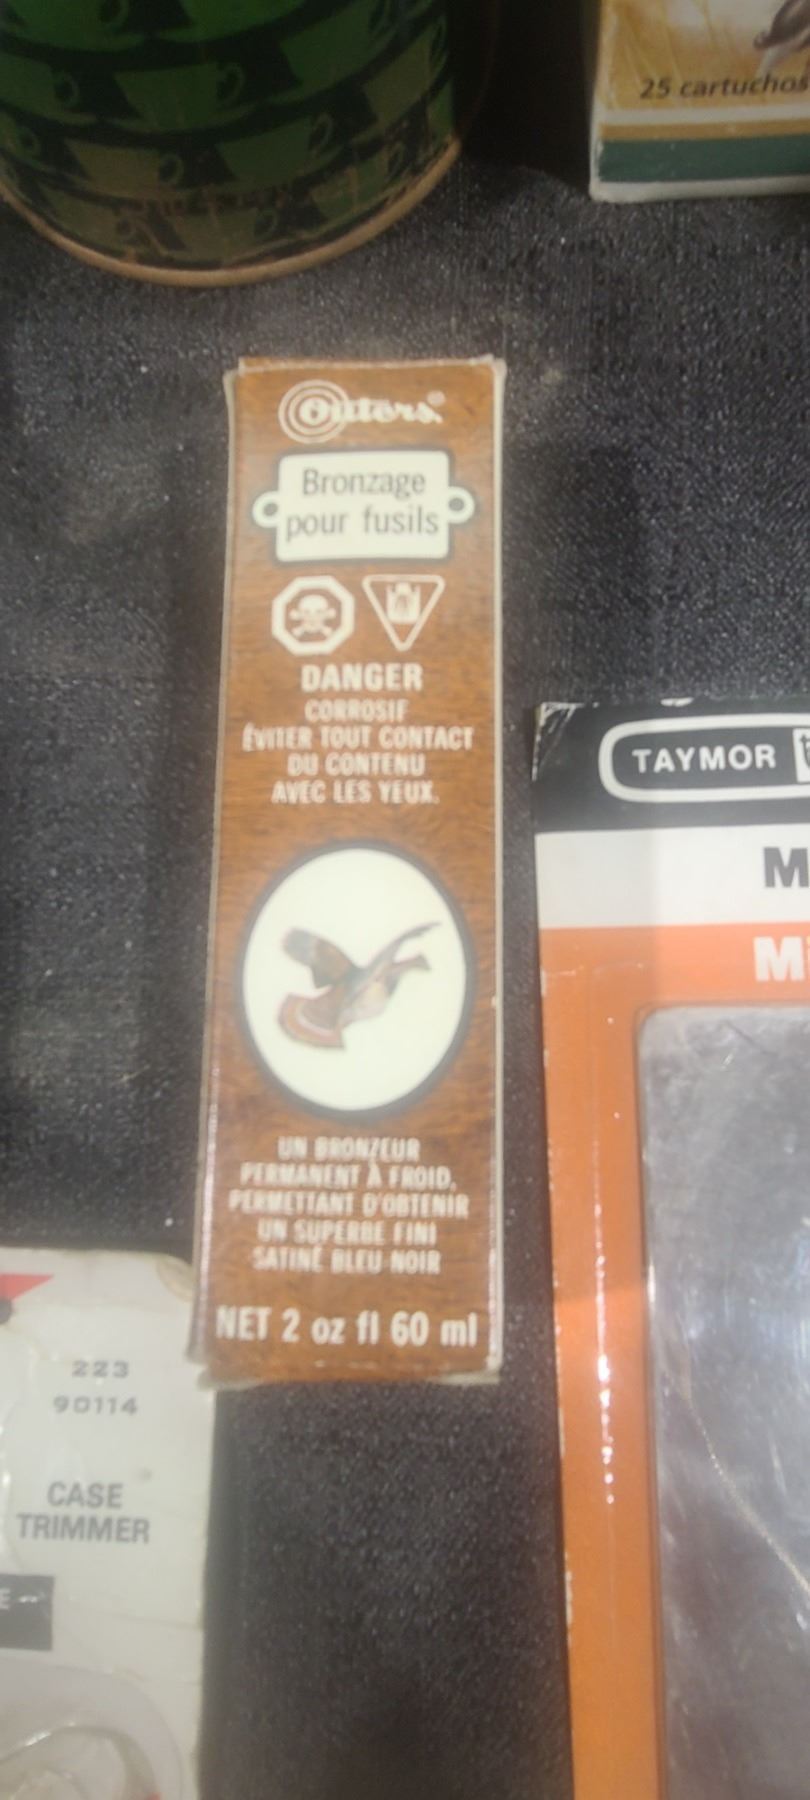 25 cartuchos
Outers
Bronzage
pour fusils
DANGER
CORROSIF
ÉVITER TOUT CONTACT
DU CONTENU
AVEC LES YEUX.
TAYMOR
M
M
UN BRONZEUR
PERMANENT À FROID,
PERMETTANT D'OBTENIR
UN SUPERBE FINI
SATINÉ BLEU NOIR
NET 2 oz fl 60 ml
223
90114
CASE
TRIMMER